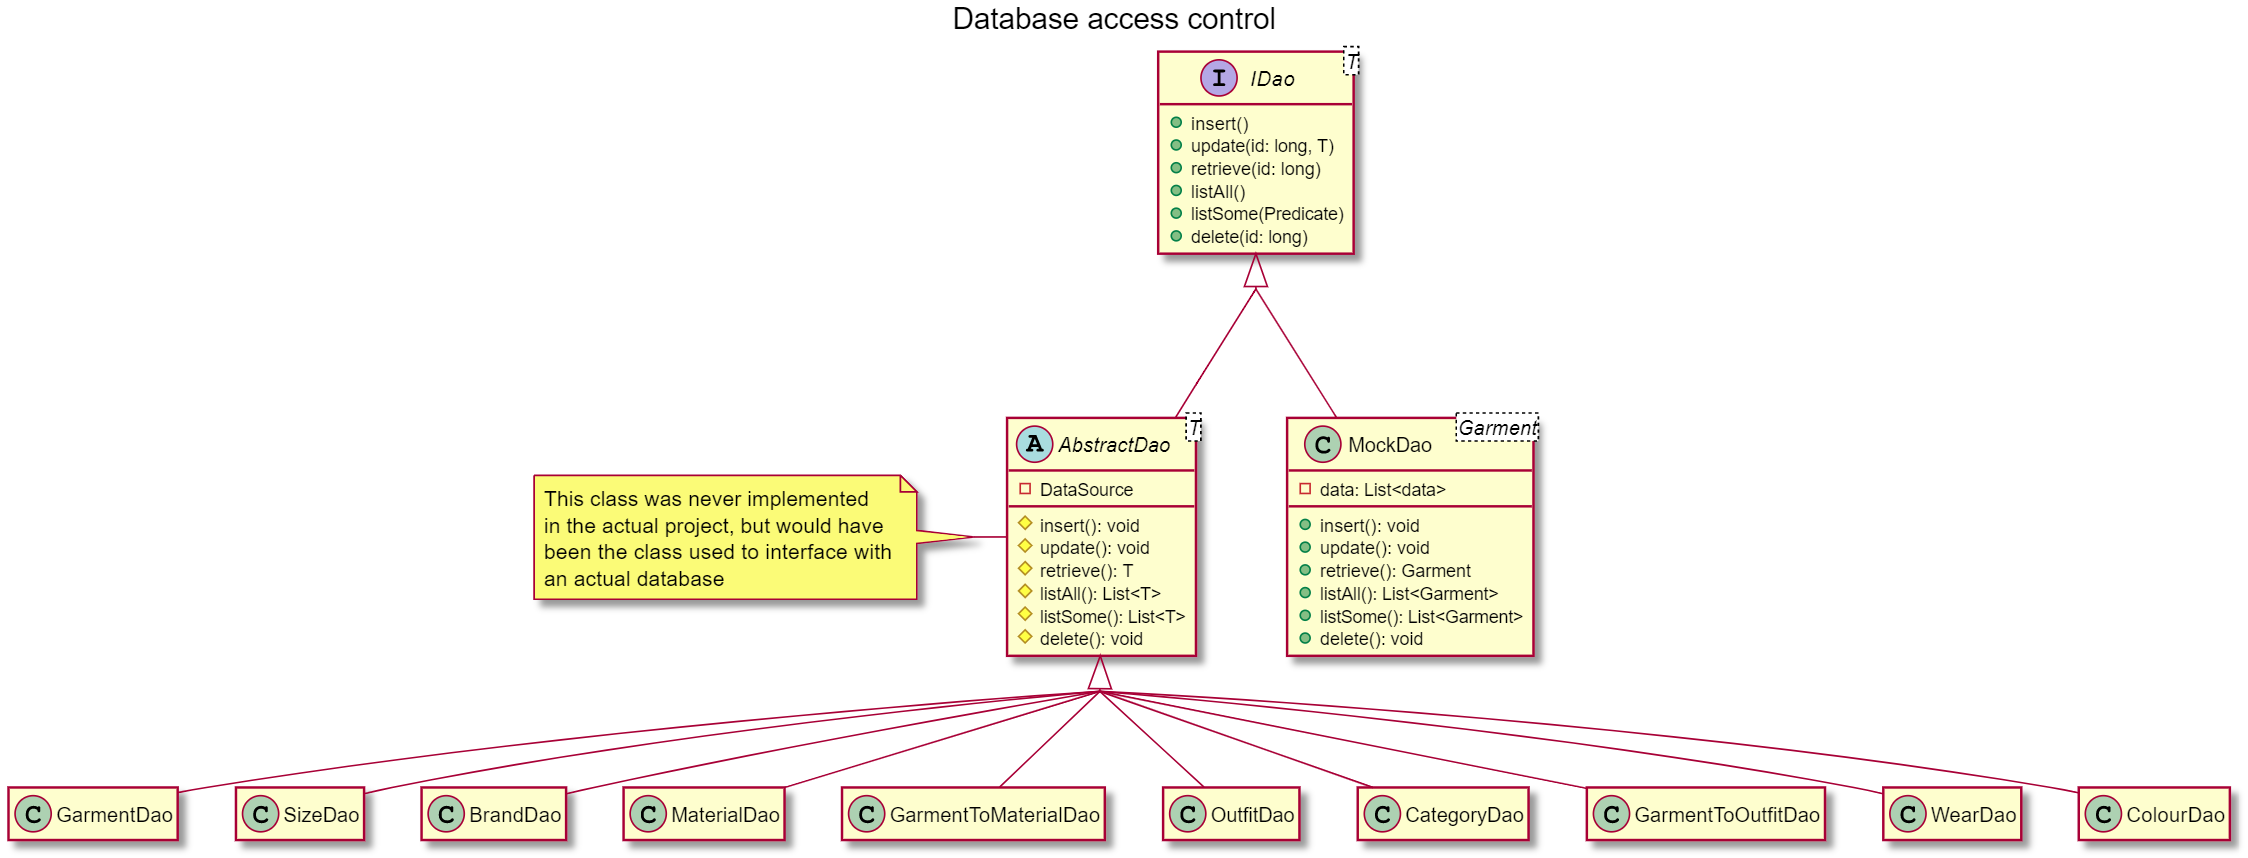 Database access control
T
I IDao
insert()
update(id: long, T)
retrieve(id: long)
listAll()
listSome(Predicate)
delete(id: long)
T
A AbstractDao
DataSource
insert(): void
update(): void
retrieve(): T
listAll(): List<T>
listSome(): List<T>
delete(): void
Garment
C MockDao
data: List<data>
insert(): void
update(): void
retrieve(): Garment
listAll(): List<Garment>
listSome(): List<Garment>
delete(): void
This class was never implemented
in the actual project, but would have
been the class used to interface with
an actual database
C GarmentDao
C SizeDao
C BrandDao
C MaterialDao
C GarmentToMaterialDao
C OutfitDao
C CategoryDao
C GarmentToOutfitDao
C WearDao
C ColourDao